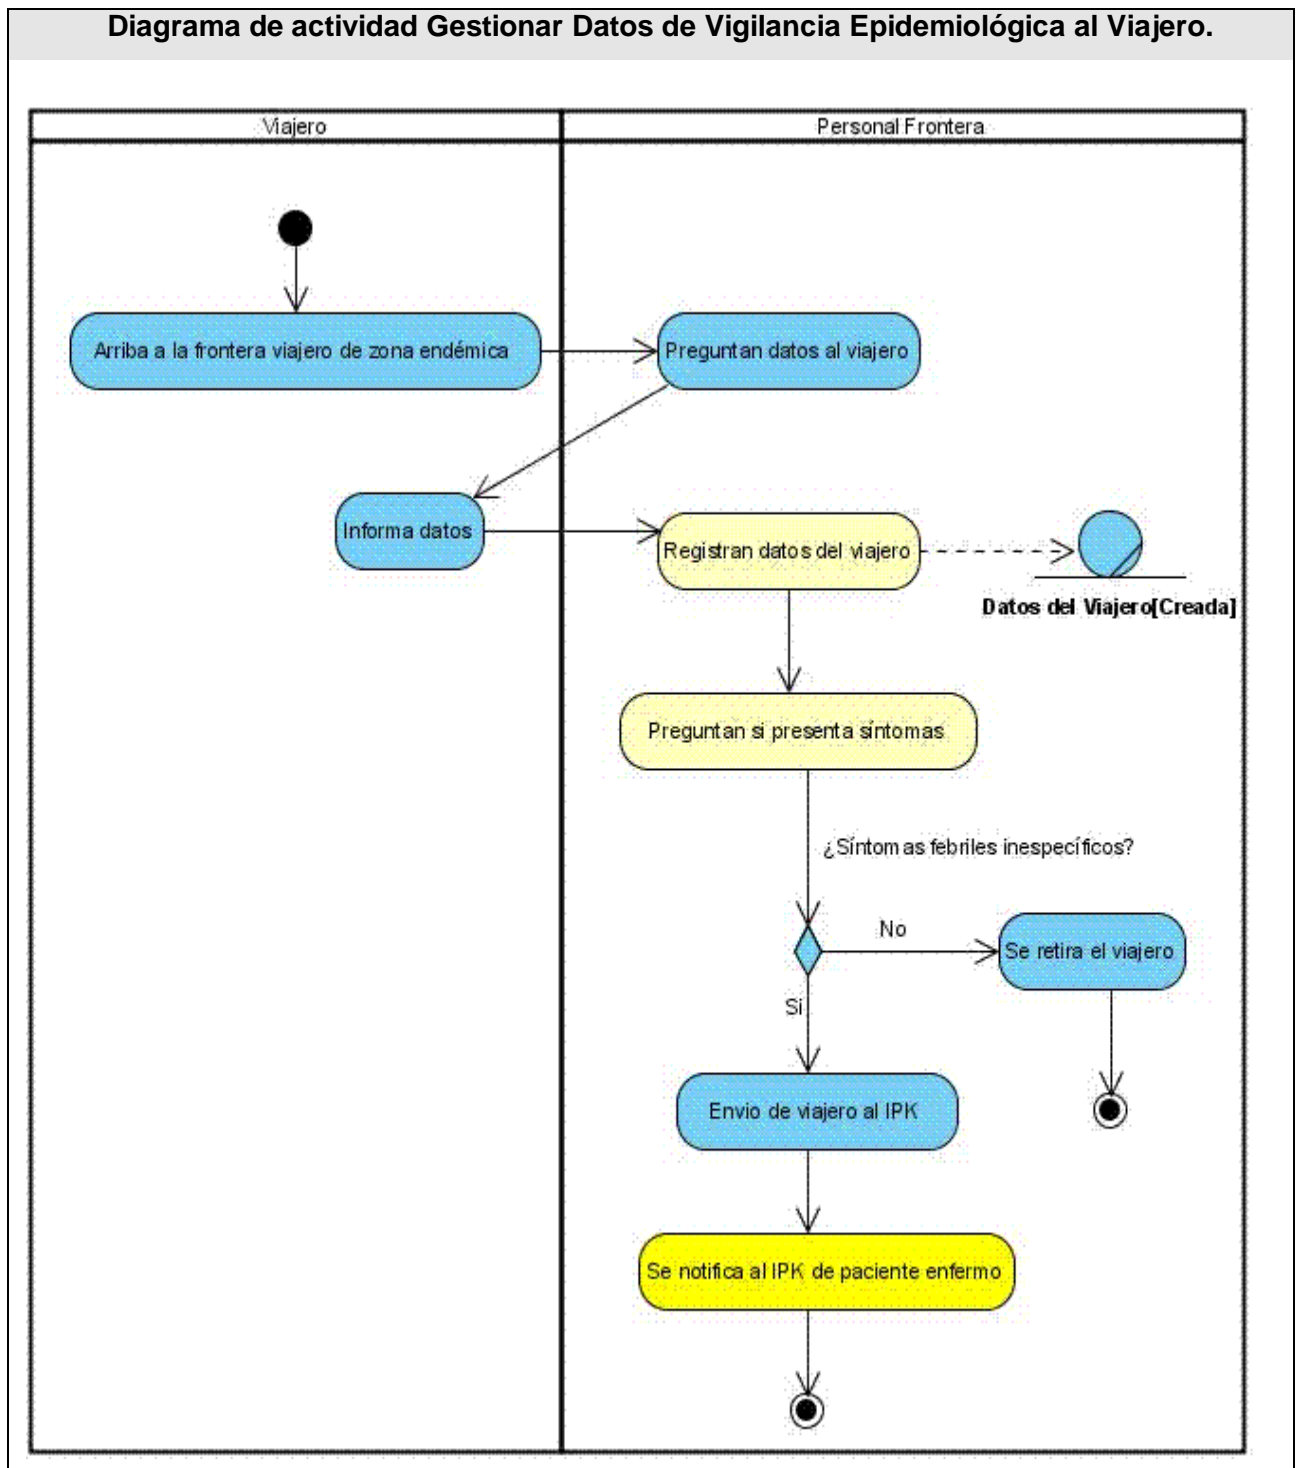 Diagrama de actividad Gestionar Datos de Vigilancia Epidemiológica al Viajero.
Viajero
Personal Frontera
Arriba a la frontera viajero de zona endémica
Preguntan datos al viajero
Informa datos
Registran datos del viajero
Datos del Viajero[Creada]
Preguntan si presenta síntomas
¿Síntomas febriles inespecíficos?
No
Se retira el viajero
Si
Envio de viajero al IPK
Se notifica al IPK de paciente enfermo